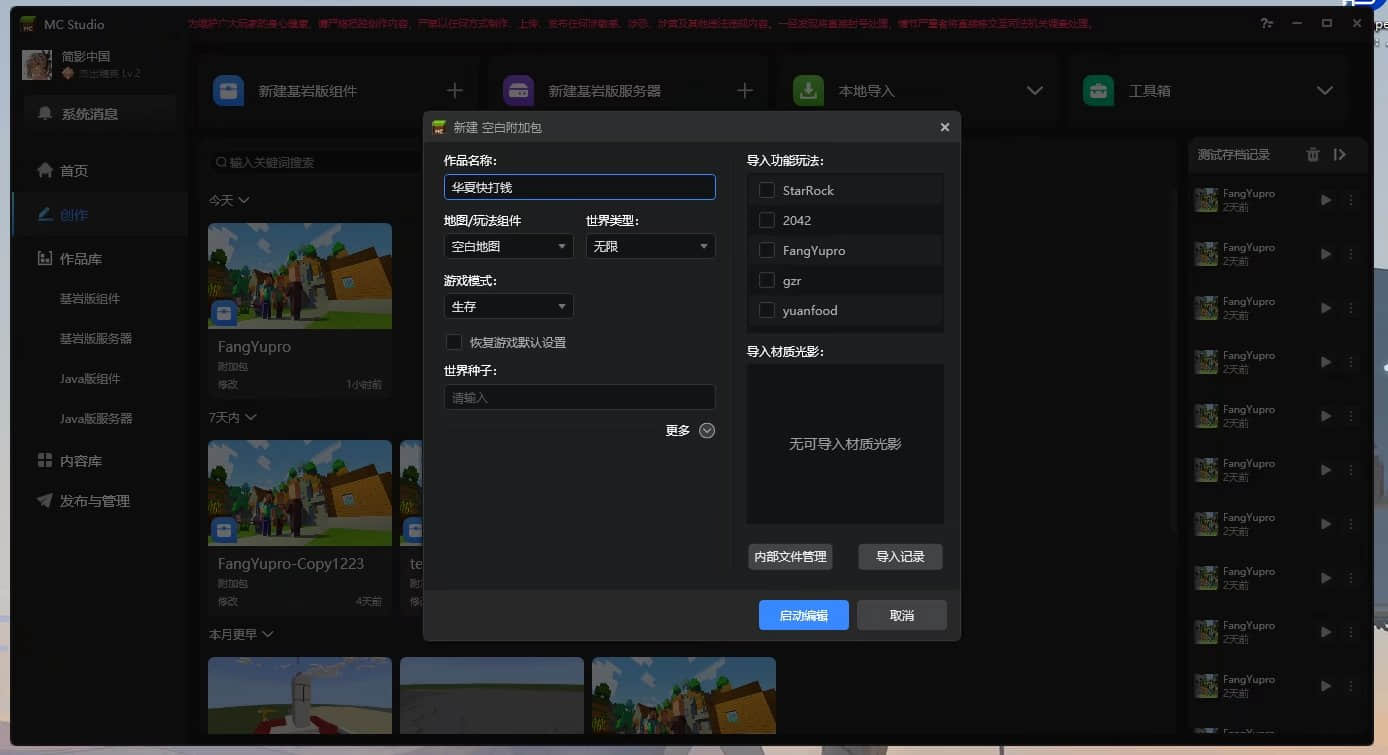 MC Studio
为维护广大玩家的身心健康，请严格把控创作内容，严禁以任何方式制作、上传、发布任何涉敏感、涉恐、涉黄及其他违法违规内容。一经发现将直接封号处理，情节严重者将直接移交至司法机关调查处理。
简影中国
杰出精英 Lv.2
系统消息
首页
创作
作品库
基岩版组件
基岩版服务器
Java版组件
Java版服务器
内容库
发布与管理
新建基岩版组件
新建基岩版服务器
本地导入
工具箱
输入关键词搜索
今天
FangYupro
附加包
修改
1小时前
7天内
FangYupro-Copy1223
附加包
修改
4天前
te
附
修
本月更早
新建 空白附加包
作品名称:
华夏快打钱
地图/玩法组件
世界类型:
空白地图
无限
游戏模式:
生存
恢复游戏默认设置
世界种子:
请输入
更多
导入功能玩法:
StarRock
2042
FangYupro
gzr
yuanfood
导入材质光影:
无可导入材质光影
内部文件管理
导入记录
启动编辑
取消
测试存档记录
FangYupro
2天前
FangYupro
2天前
FangYupro
2天前
FangYupro
2天前
FangYupro
2天前
FangYupro
2天前
FangYupro
2天前
FangYupro
2天前
FangYupro
2天前
FangYupro
2天前
FangYupro